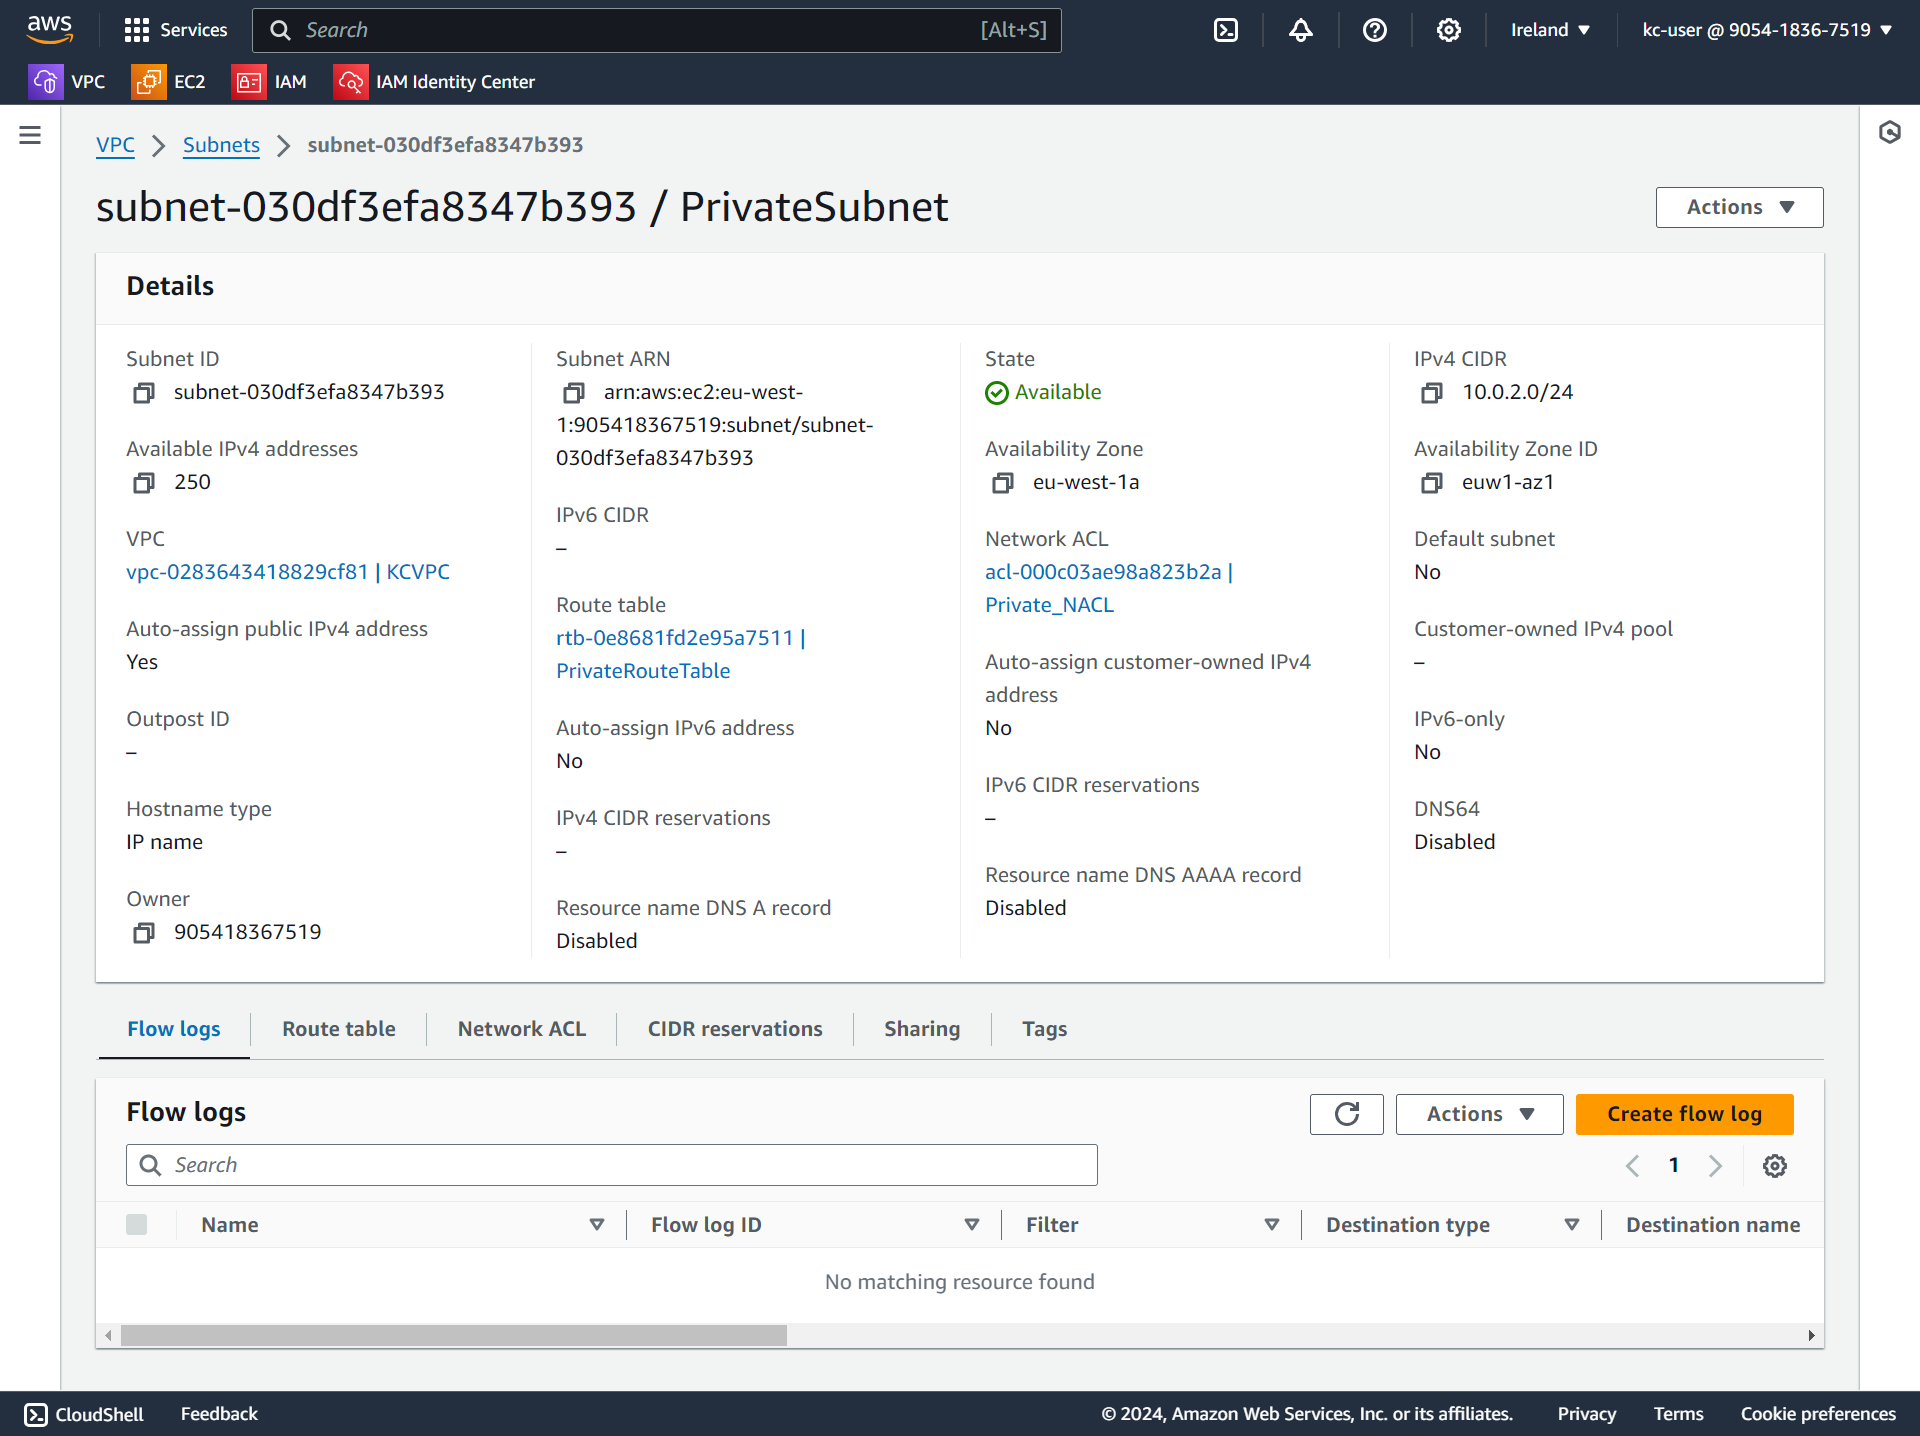 aws
Services
Search
[Alt+S]
Ireland
kc-user @ 9054-1836-7519
VPC
EC2
IAM
IAM Identity Center
VPC
Subnets
subnet-030df3efa8347b393
subnet-030df3efa8347b393 / PrivateSubnet
Actions
Details
Subnet ID
subnet-030df3efa8347b393
Available IPv4 addresses
250
VPC
vpc-0283643418829cf81 | KCVPC
Auto-assign public IPv4 address
Yes
Outpost ID
–
Hostname type
IP name
Owner
905418367519
Subnet ARN
arn:aws:ec2:eu-west-
1:905418367519:subnet/subnet-
030df3efa8347b393
IPv6 CIDR
–
Route table
rtb-0e8681fd2e95a7511 |
PrivateRouteTable
Auto-assign IPv6 address
No
IPv4 CIDR reservations
–
Resource name DNS A record
Disabled
State
Available
Availability Zone
eu-west-1a
Network ACL
acl-000c03ae98a823b2a |
Private_NACL
Auto-assign customer-owned IPv4
address
No
IPv6 CIDR reservations
–
Resource name DNS AAAA record
Disabled
IPv4 CIDR
10.0.2.0/24
Availability Zone ID
euw1-az1
Default subnet
No
Customer-owned IPv4 pool
–
IPv6-only
No
DNS64
Disabled
Flow logs
Route table
Network ACL
CIDR reservations
Sharing
Tags
Flow logs
Actions
Create flow log
Search
1
Name
Flow log ID
Filter
Destination type
Destination name
No matching resource found
CloudShell
Feedback
© 2024, Amazon Web Services, Inc. or its affiliates.
Privacy
Terms
Cookie preferences